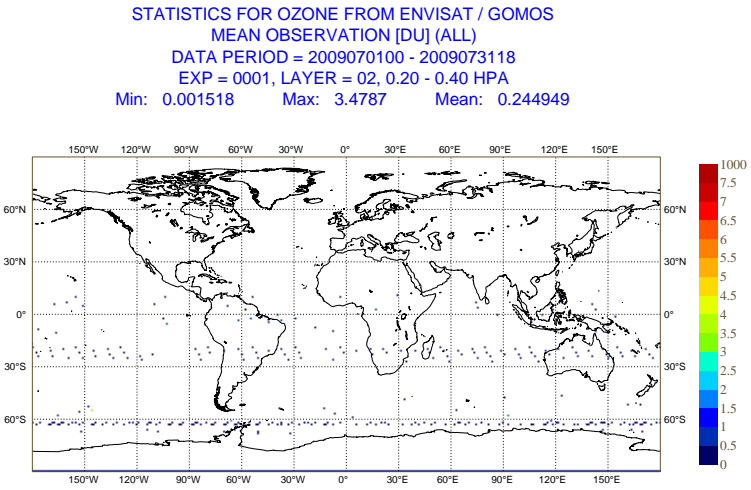 STATISTICS FOR OZONE FROM ENVISAT / GOMOS
MEAN OBSERVATION [DU] (ALL)
DATA PERIOD = 2009070100 - 2009073118
EXP = 0001, LAYER = 02, 0.20 - 0.40 HPA
Min: 0.001518 Max: 3.4787 Mean: 0.244949
150°W 120°W 90°W 60°W 30°W 0° 30°E 60°E 90°E 120°E 150°E
60°N 60°N
30°N 30°N
0° 0°
30°S 30°S
60°S 60°S
150°W 120°W 90°W 60°W 30°W 0° 30°E 60°E 90°E 120°E 150°E
1000
7.5
7
6.5
6
5.5
5
4.5
4
3.5
3
2.5
2
1.5
1
0.5
0